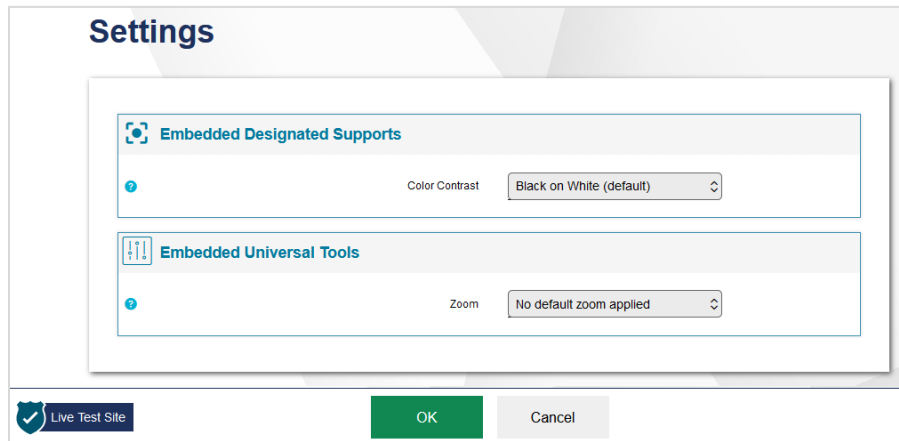 Settings
Embedded Designated Supports
? Color Contrast Black on White (default)
Embedded Universal Tools
? Zoom No default zoom applied
Live Test Site OK Cancel